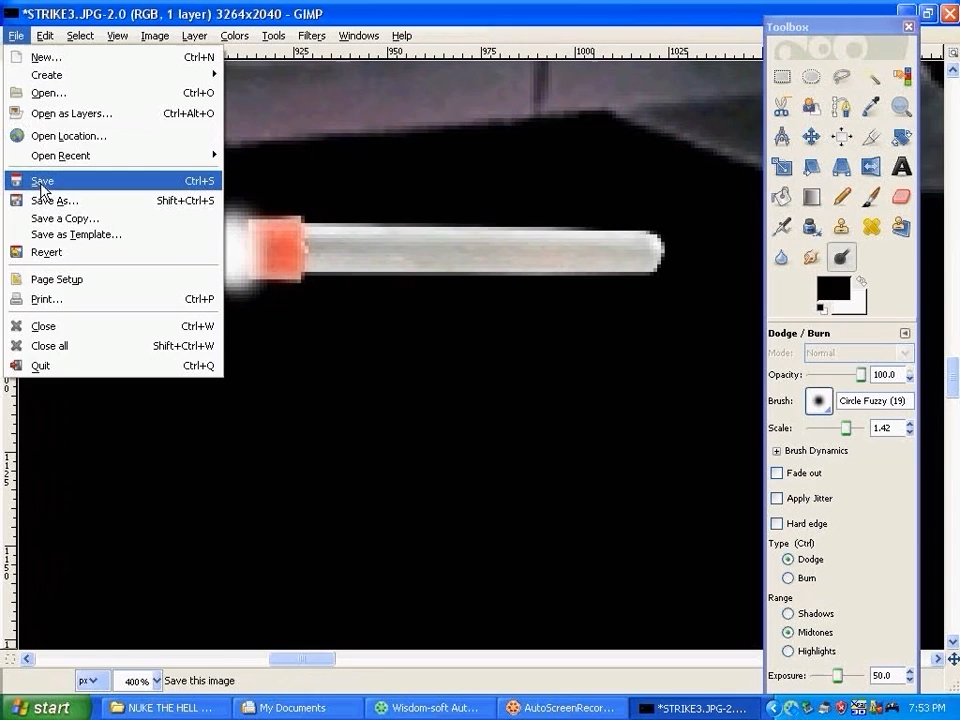 *STRIKE3.JPG-2.0 (RGB, 1 layer) 3264x2040 - GIMP
File Edit Select View Image Layer Colors Tools Filters Windows Help
Toolbox
925 950 975 1000 1025
New... Ctrl+N
Create
Open... Ctrl+O
Open as Layers... Ctrl+Alt+O
Open Location...
Open Recent
Save Ctrl+S
Save As... Shift+Ctrl+S
Save a Copy...
Save as Template...
Revert
Page Setup
Print... Ctrl+P
Close Ctrl+W
Close all Shift+Ctrl+W
Quit Ctrl+Q
1125
1150
Dodge / Burn
Mode: Normal
Opacity: 100.0
Brush: Circle Fuzzy (19)
Scale: 1.42
Brush Dynamics
Fade out
Apply Jitter
Hard edge
Type (Ctrl)
Dodge
Burn
Range
Shadows
Midtones
Highlights
Exposure: 50.0
px 400% Save this image
start NUKE THE HELL ... My Documents Wisdom-soft Aut... AutoScreenRecor... *STRIKE3.JPG-2.... 7:53 PM